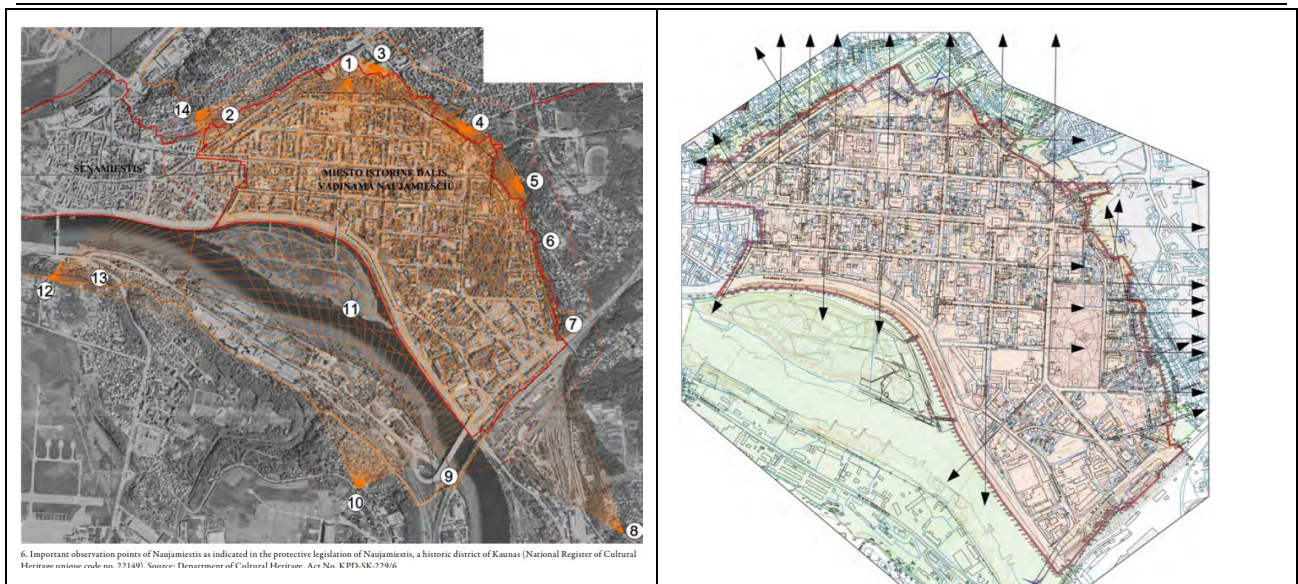 3
1
14
2
4
SENAMIESTIS
MIESTO ISTORINĖ DALIS,
VADINAMA NAUJAMIESČIU
5
6
13
12
11
7
9
10
8
6. Important observation points of Naujamiestis as indicated in the protective legislation of Naujamiestis, a historic district of Kaunas (National Register of Cultural
Heritage unique code no. 22149). Source: Department of Cultural Heritage, Act No. KPD-SK-229/6